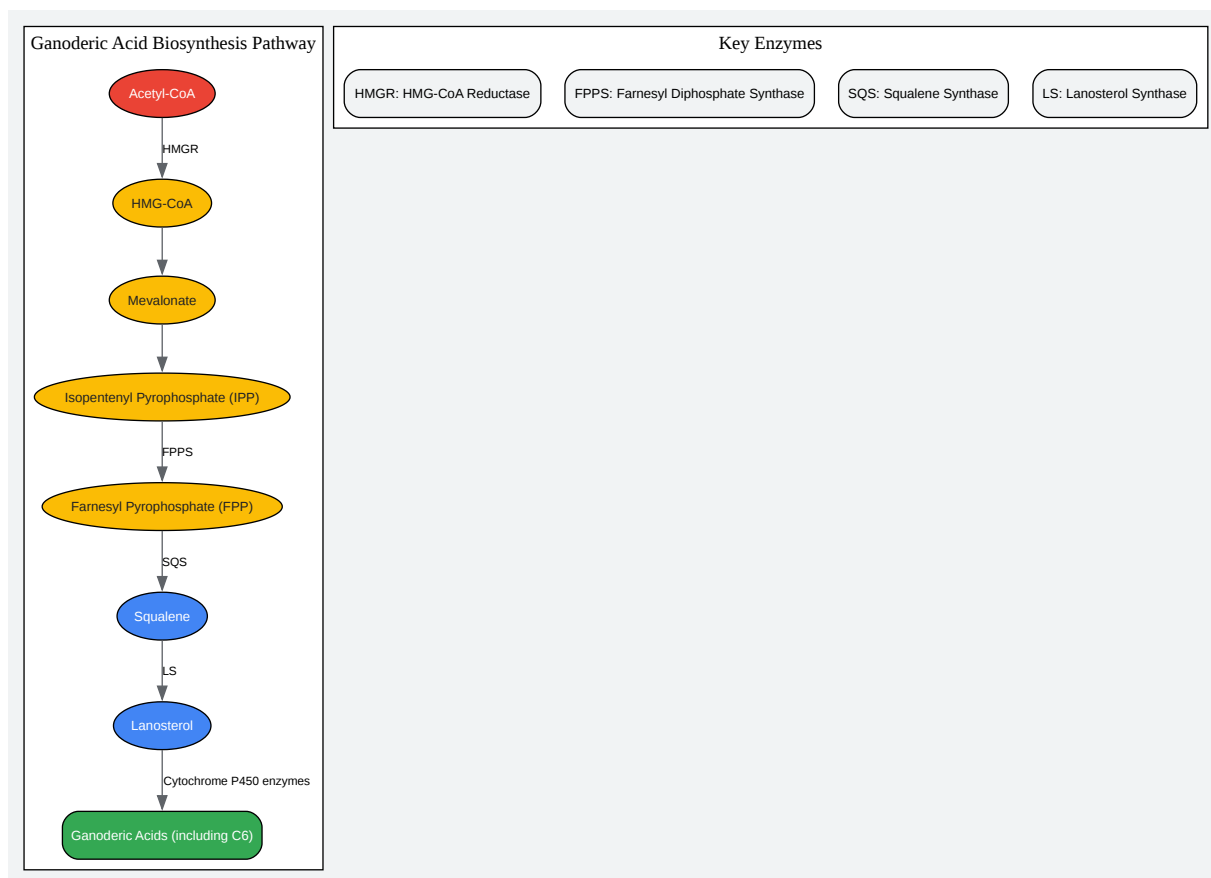 Ganoderic Acid Biosynthesis Pathway
Acetyl-CoA
HMGR
HMG-CoA
Mevalonate
Isopentenyl Pyrophosphate (IPP)
FPPS
Farnesyl Pyrophosphate (FPP)
SQS
Squalene
LS
Lanosterol
Cytochrome P450 enzymes
Ganoderic Acids (including C6)
Key Enzymes
HMGR: HMG-CoA Reductase
FPPS: Farnesyl Diphosphate Synthase
SQS: Squalene Synthase
LS: Lanosterol Synthase